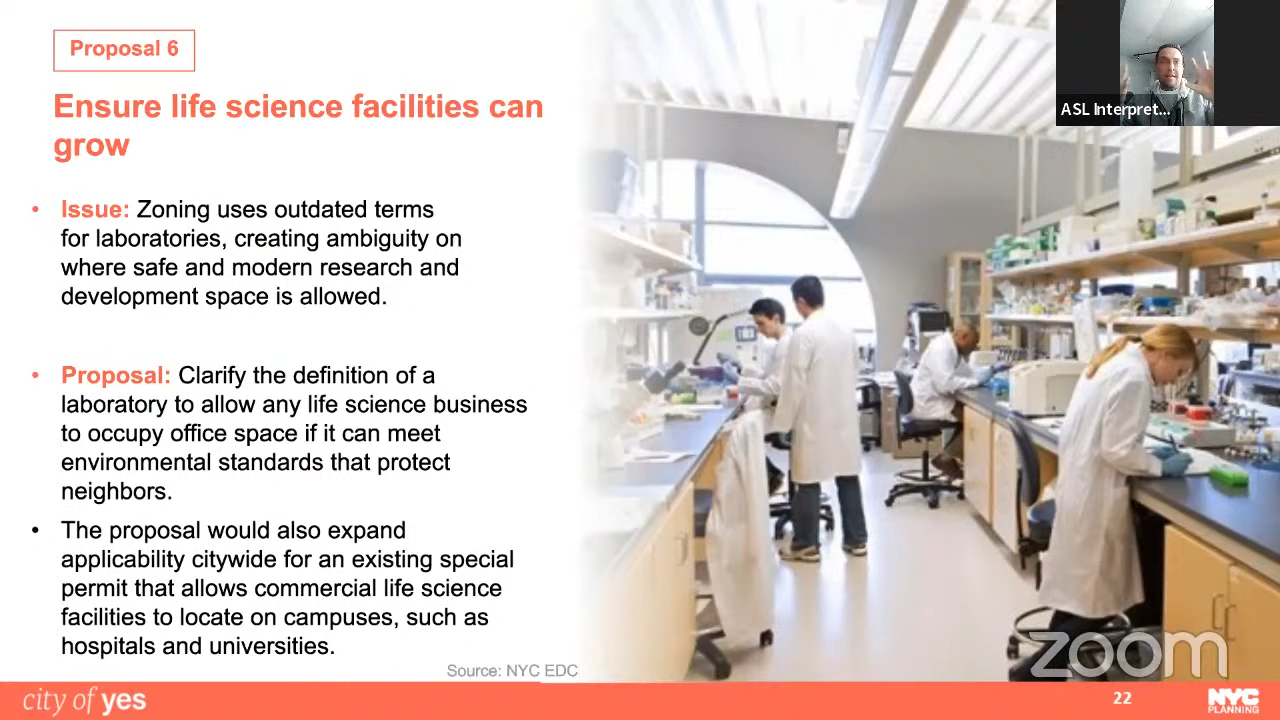 Proposal 6
Ensure life science facilities can
grow
• Issue: Zoning uses outdated terms
for laboratories, creating ambiguity on
where safe and modern research and
development space is allowed.
• Proposal: Clarify the definition of a
laboratory to allow any life science business
to occupy office space if it can meet
environmental standards that protect
neighbors.
• The proposal would also expand
applicability citywide for an existing special
permit that allows commercial life science
facilities to locate on campuses, such as
hospitals and universities.
Source: NYC EDC
ASL Interpret...
zoom
city of yes
22
NYC
PLANNING